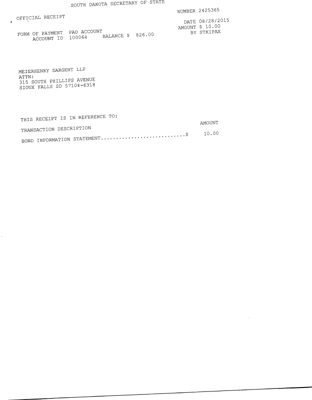 SOUTH DAKOTA SECRETARY OF STATE
OFFICIAL RECEIPT NUMBER 2425365
DATE 08/28/2015
FORM OF PAYMENT PAD ACCOUNT AMOUNT $ 10.00
ACCOUNT ID 100044 BALANCE $ 826.00 BY STRIPAX
MEIERHENRY SARGENT LLP
ATTN:
315 SOUTH PHILLIPS AVENUE
SIOUX FALLS SD 57104-6318
THIS RECEIPT IS IN REFERENCE TO:
TRANSACTION DESCRIPTION AMOUNT
BOND INFORMATION STATEMENT............................$ 10.00